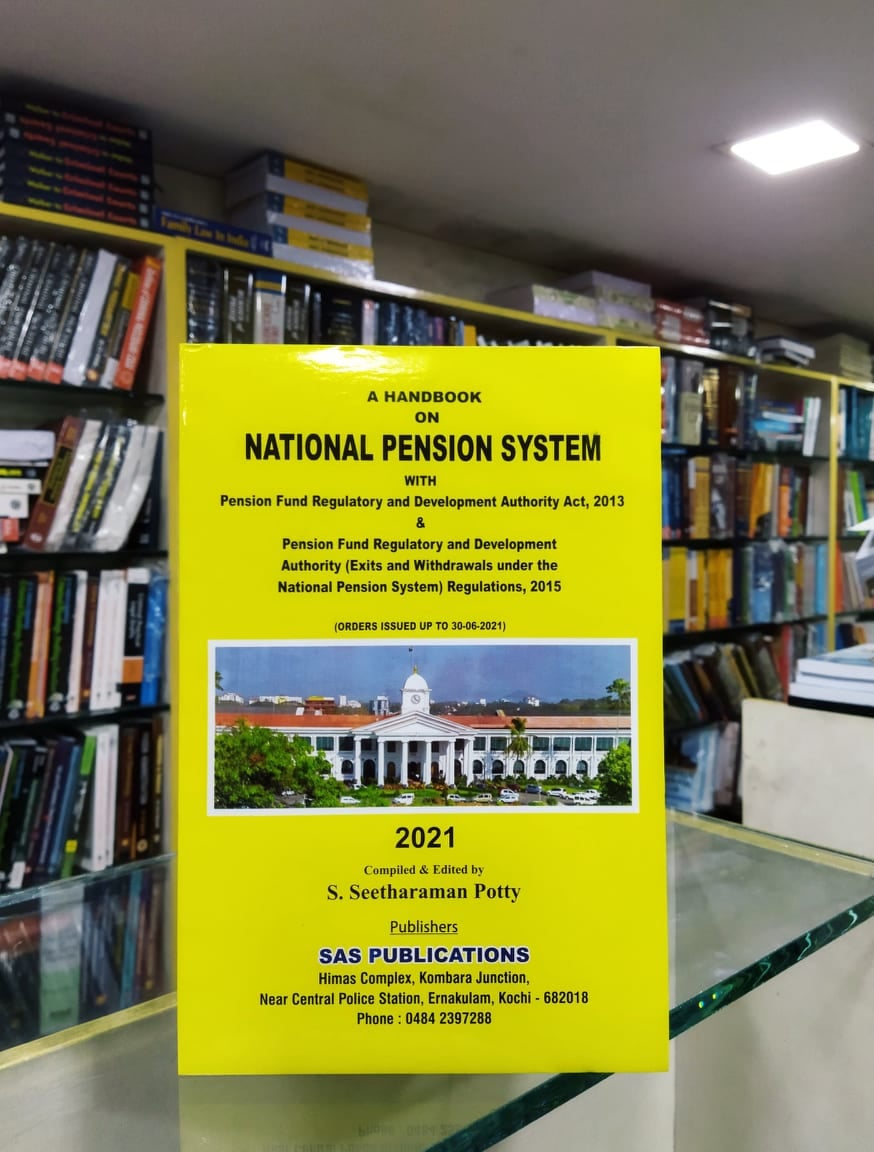 Family Law In India
A HANDBOOK
ON
NATIONAL PENSION SYSTEM
WITH
Pension Fund Regulatory and Development Authority Act, 2013
&
Pension Fund Regulatory and Development
Authority (Exits and Withdrawals under the
National Pension System) Regulations, 2015
(ORDERS ISSUED UP TO 30-06-2021)
2021
Compiled & Edited by
S. Seetharaman Potty
Publishers
SAS PUBLICATIONS
Himas Complex, Kombara Junction,
Near Central Police Station, Ernakulam, Kochi - 682018
Phone : 0484 2397288